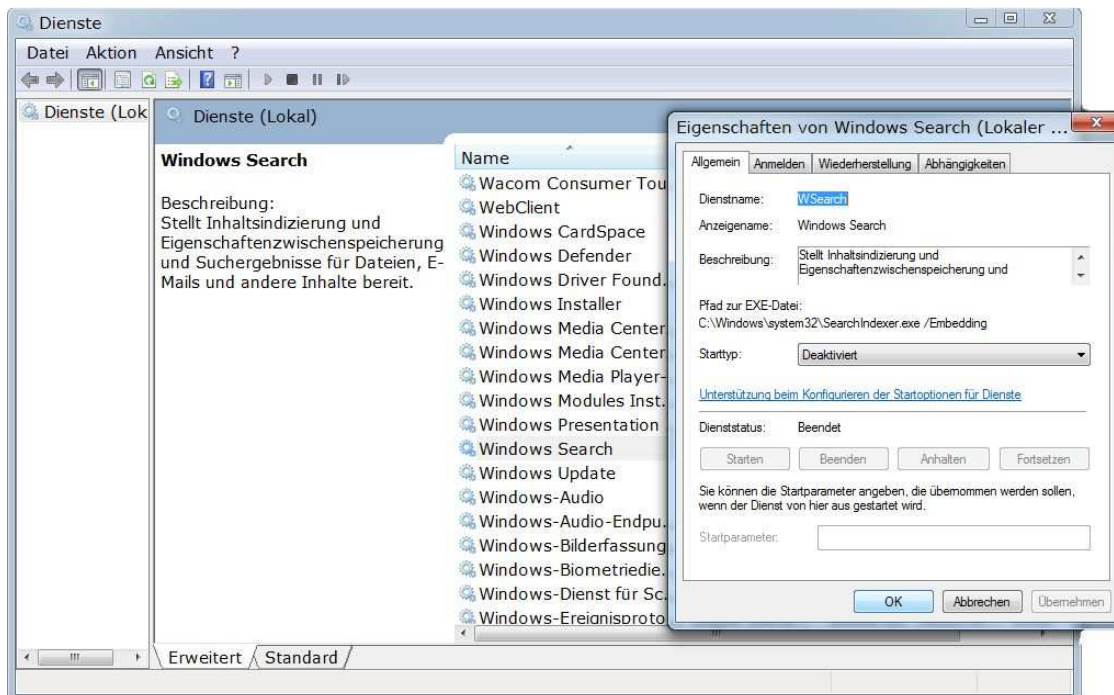 Dienste
Datei Aktion Ansicht ?
Dienste (Lok
Dienste (Lokal)
Windows Search
Beschreibung:
Stellt Inhaltsindizierung und
Eigenschaftenzwischenspeicherung
und Suchergebnisse für Dateien, E-
Mails und andere Inhalte bereit.
Name
Wacom Consumer Tou
WebClient
Windows CardSpace
Windows Defender
Windows Driver Found.
Windows Installer
Windows Media Center
Windows Media Center
Windows Media Player-
Windows Modules Inst.
Windows Presentation
Windows Search
Windows Update
Windows-Audio
Windows-Audio-Endpu.
Windows-Bilderfassung
Windows-Biometriedie.
Windows-Dienst für Sc.
Windows-Ereignisproto
Erweitert Standard
Eigenschaften von Windows Search (Lokaler ...
Allgemein Anmelden Wiederherstellung Abhängigkeiten
Dienstname: WSearch
Anzeigename: Windows Search
Beschreibung: Stellt Inhaltsindizierung und
Eigenschaftenzwischenspeicherung und
Pfad zur EXE-Datei:
C:\Windows\system32\SearchIndexer.exe /Embedding
Starttyp: Deaktiviert
Unterstützung beim Konfigurieren der Startoptionen für Dienste
Dienststatus: Beendet
Starten Beenden Anhalten Fortsetzen
Sie können die Startparameter angeben, die übernommen werden sollen,
wenn der Dienst von hier aus gestartet wird.
Startparameter:
OK Abbrechen Übernehmen